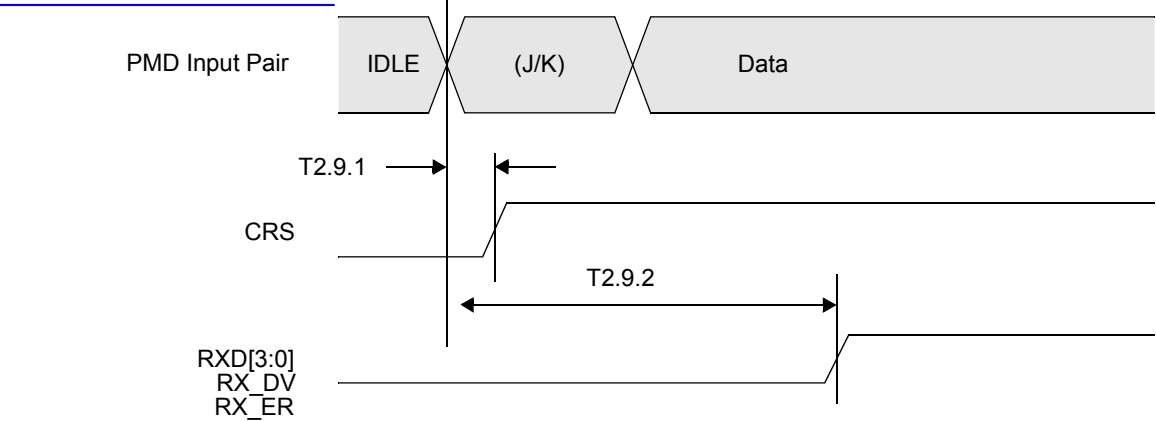 PMD Input Pair
IDLE
(J/K)
Data
T2.9.1
CRS
T2.9.2
RXD[3:0]
RX_DV
RX_ER